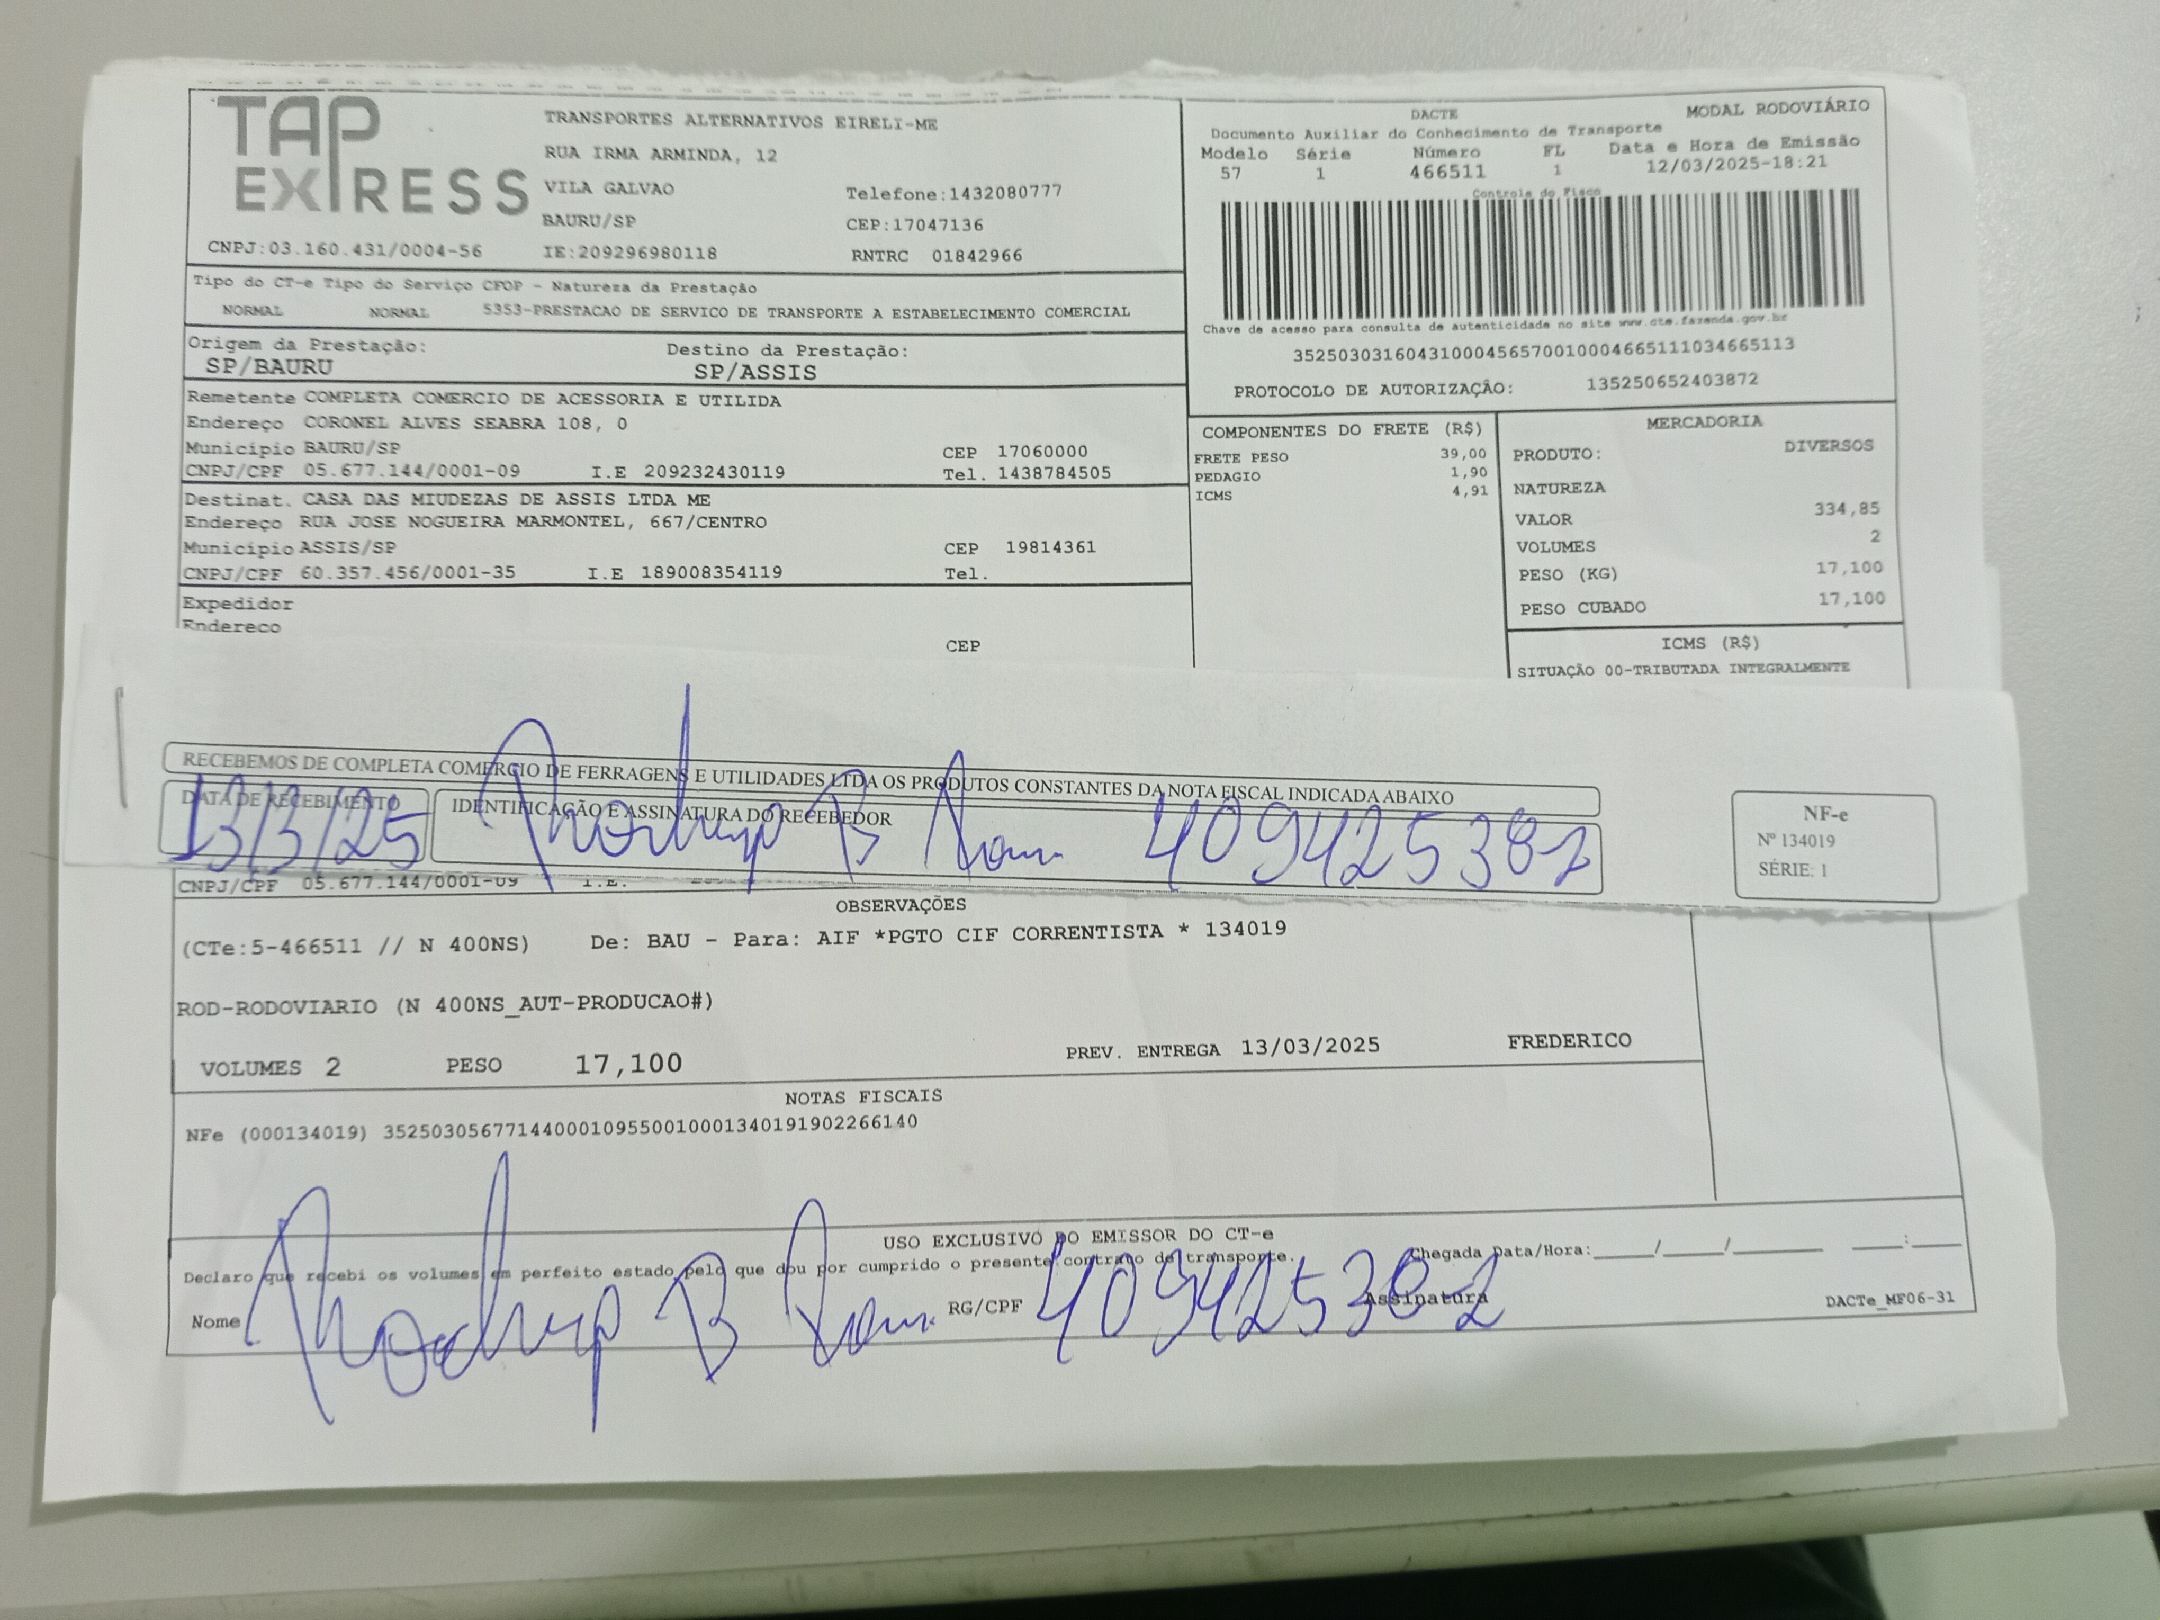 TAP
EXPRESS
TRANSPORTES ALTERNATIVOS EIRELI-ME
RUA IRMA ARMINDA, 12
VILA GALVAO Telefone:1432080777
BAURU/SP CEP:17047136
CNPJ:03.160.431/0004-56 IE:209296980118 RNTRC 01842966
DACTE MODAL RODOVIÁRIO
Documento Auxiliar do Conhecimento de Transporte
Modelo Série Número FL Data e Hora de Emissão
57 1 466511 1 12/03/2025-18:21
Controle do Fisco
Chave de acesso para consulta de autenticidade no site www.cte.fazenda.gov.br
35250303160431000456570010004665111034665113
PROTOCOLO DE AUTORIZAÇÃO: 135250652403872
Tipo do CT-e Tipo do Serviço CFOP - Natureza da Prestação
NORMAL NORMAL 5353-PRESTACAO DE SERVICO DE TRANSPORTE A ESTABELECIMENTO COMERCIAL
Origem da Prestação: Destino da Prestação:
SP/BAURU SP/ASSIS
Remetente COMPLETA COMERCIO DE ACESSORIA E UTILIDA
Endereço CORONEL ALVES SEABRA 108, 0
Município BAURU/SP CEP 17060000
CNPJ/CPF 05.677.144/0001-09 I.E 209232430119 Tel. 1438784505
Destinat. CASA DAS MIUDEZAS DE ASSIS LTDA ME
Endereço RUA JOSE NOGUEIRA MARMONTEL, 667/CENTRO
Município ASSIS/SP CEP 19814361
CNPJ/CPF 60.357.456/0001-35 I.E 189008354119 Tel.
Expedidor
Endereco
CEP
COMPONENTES DO FRETE (R$)
FRETE PESO 39,00
PEDAGIO 1,90
ICMS 4,91
MERCADORIA
PRODUTO: DIVERSOS
NATUREZA
VALOR 334,85
VOLUMES 2
PESO (KG) 17,100
PESO CUBADO 17,100
ICMS (R$)
SITUAÇÃO 00-TRIBUTADA INTEGRALMENTE
RECEBEMOS DE COMPLETA COMERCIO DE FERRAGENS E UTILIDADES LTDA OS PRODUTOS CONSTANTES DA NOTA FISCAL INDICADA ABAIXO
DATA DE RECEBIMENTO IDENTIFICAÇÃO E ASSINATURA DO RECEBEDOR
13/3/25 B 409425382
NF-e
Nº 134019
SÉRIE: 1
CNPJ/CPF 05.677.144/0001-09 I.E.
OBSERVAÇÕES
(CTe:5-466511 // N 400NS) De: BAU - Para: AIF *PGTO CIF CORRENTISTA * 134019
ROD-RODOVIARIO (N 400NS_AUT-PRODUCAO#)
VOLUMES 2 PESO 17,100 PREV. ENTREGA 13/03/2025 FREDERICO
NOTAS FISCAIS
NFe (000134019) 35250305677144000109550010001340191902266140
USO EXCLUSIVO DO EMISSOR DO CT-e
Declaro que recebi os volumes em perfeito estado pelo que dou por cumprido o presente contrato de transporte. Chegada Data/Hora:_____/_____/_______ ___:____
Nome B RG/CPF 409425382 Assinatura DACTe_MF06-31